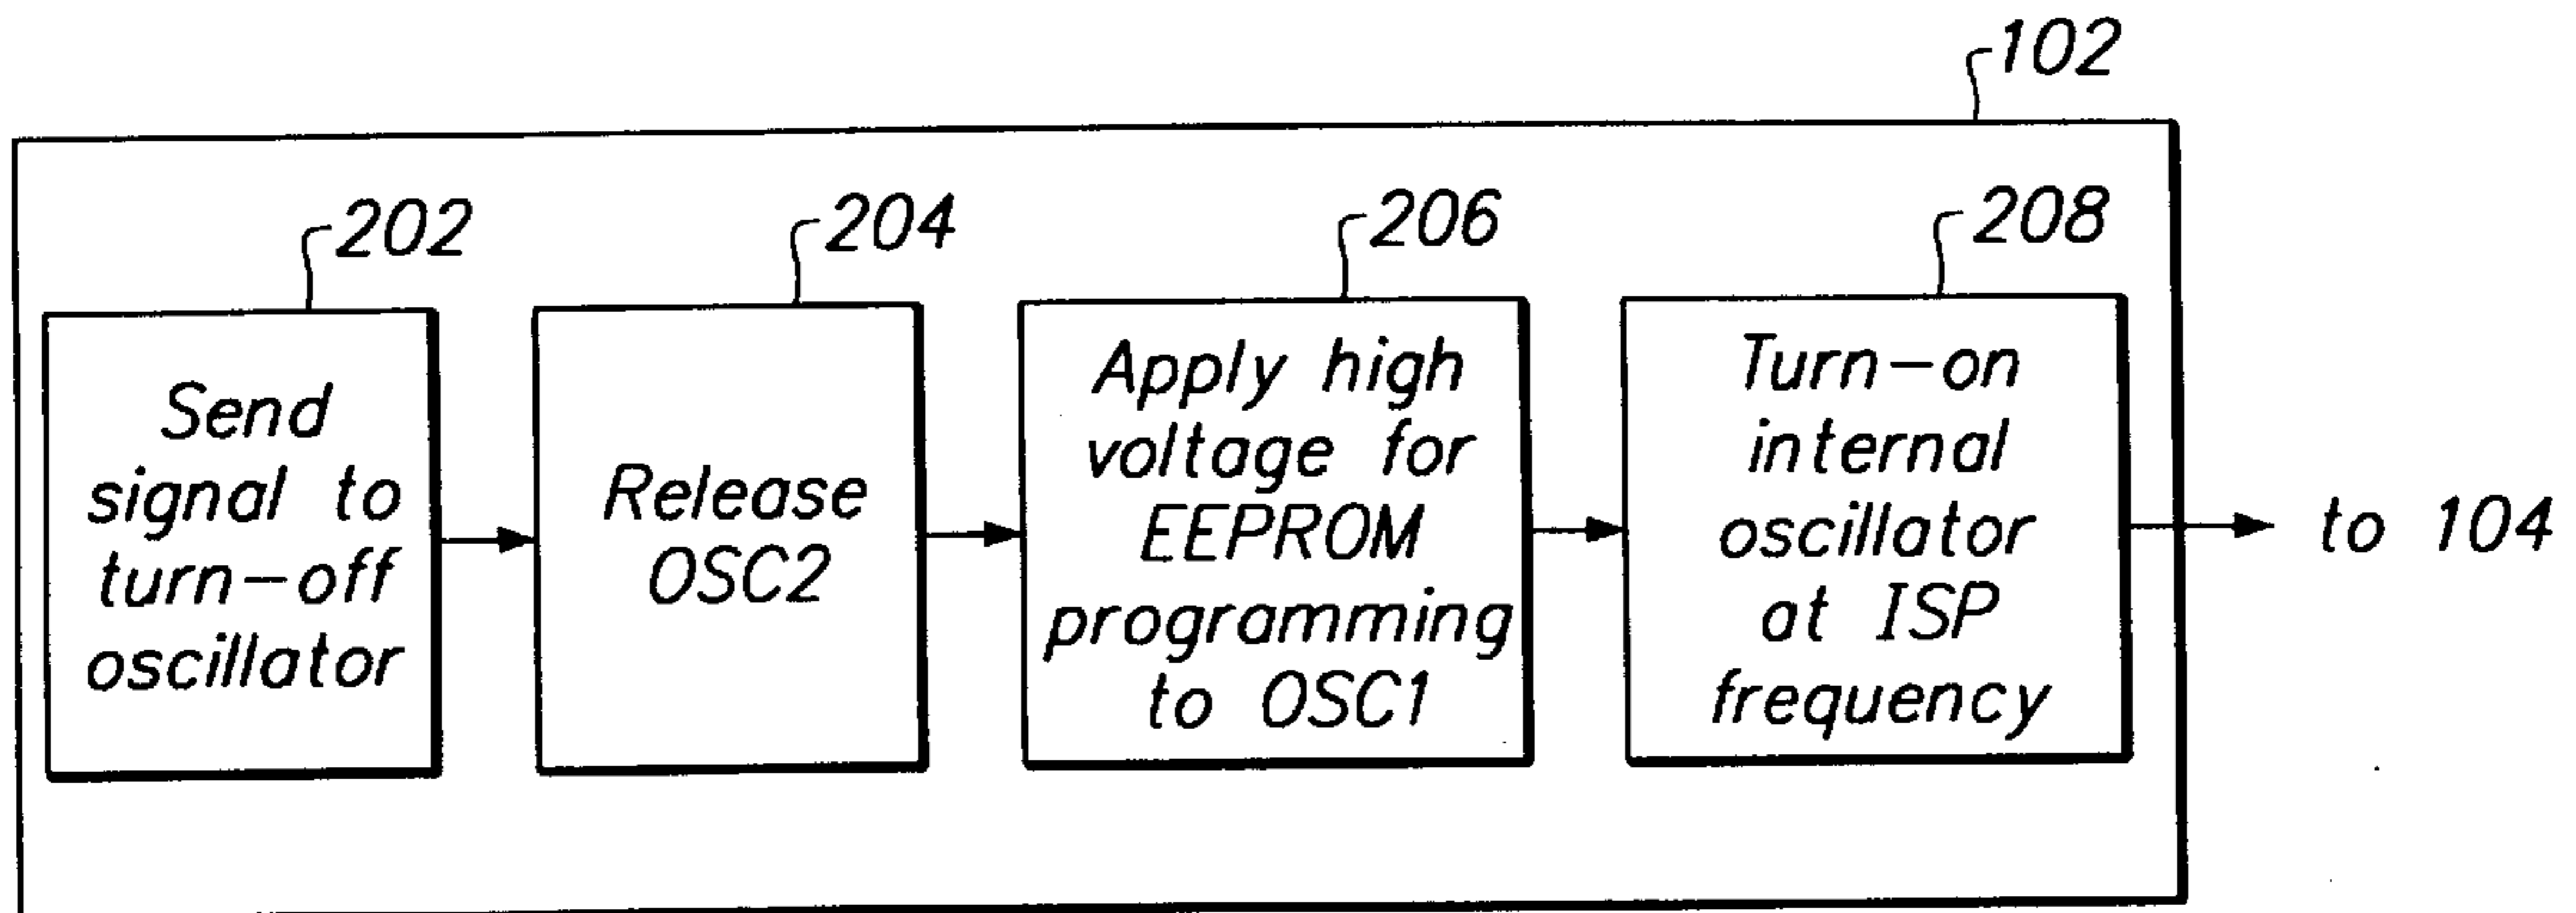 102
202
204
206
208
Send
signal to
turn-off
oscillator
Release
OSC2
Apply high
voltage for
EEPROM
programming
to OSC1
Turn-on
internal
oscillator
at ISP
frequency
to 104